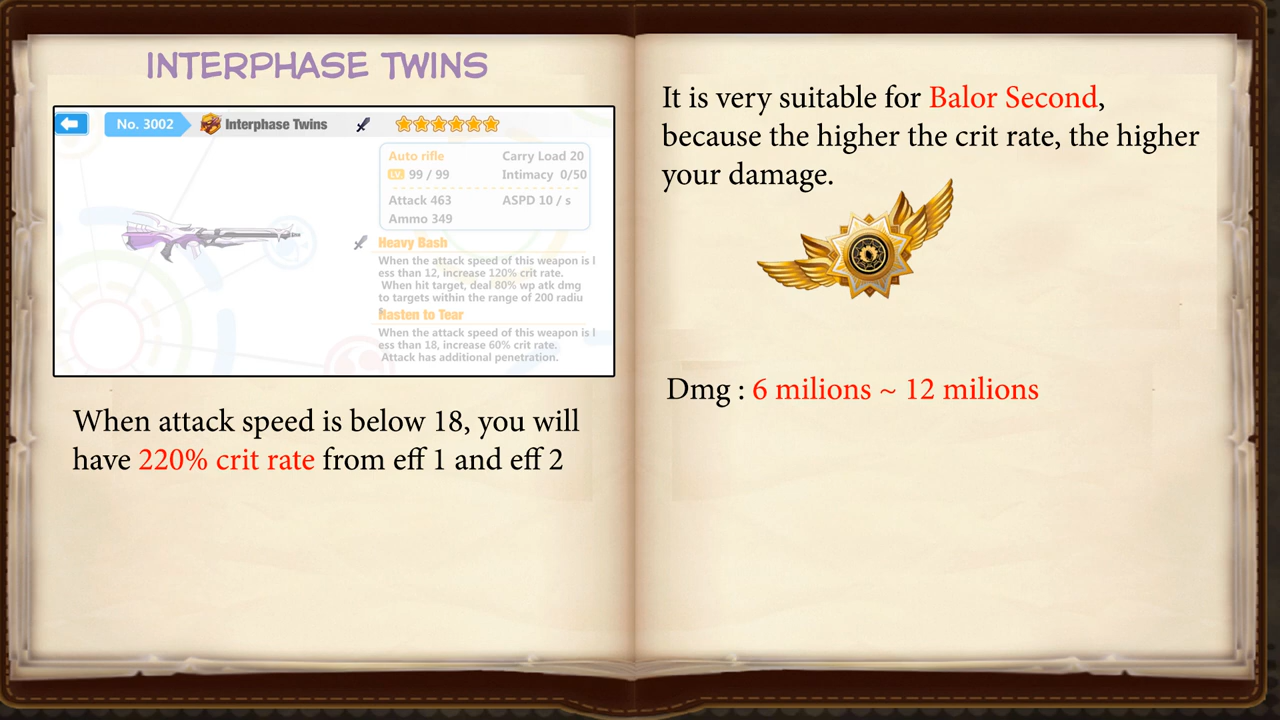 INTERPHASE TWINS
No. 3002
Interphase Twins
Auto rifle
Carry Load 20
LV 99 / 99
Intimacy 0/50
Attack 463
ASPD 10 / s
Ammo 349
Heavy Bash
When the attack speed of this weapon is l
ess than 12, increase 120% crit rate.
When hit target, deal 80% wp atk dmg
to targets within the range of 200 radiu
s.
Hasten to Tear
When the attack speed of this weapon is l
ess than 18, increase 60% crit rate.
Attack has additional penetration.
When attack speed is below 18, you will
have 220% crit rate from eff 1 and eff 2
It is very suitable for Balor Second,
because the higher the crit rate, the higher
your damage.
Dmg : 6 milions ~ 12 milions